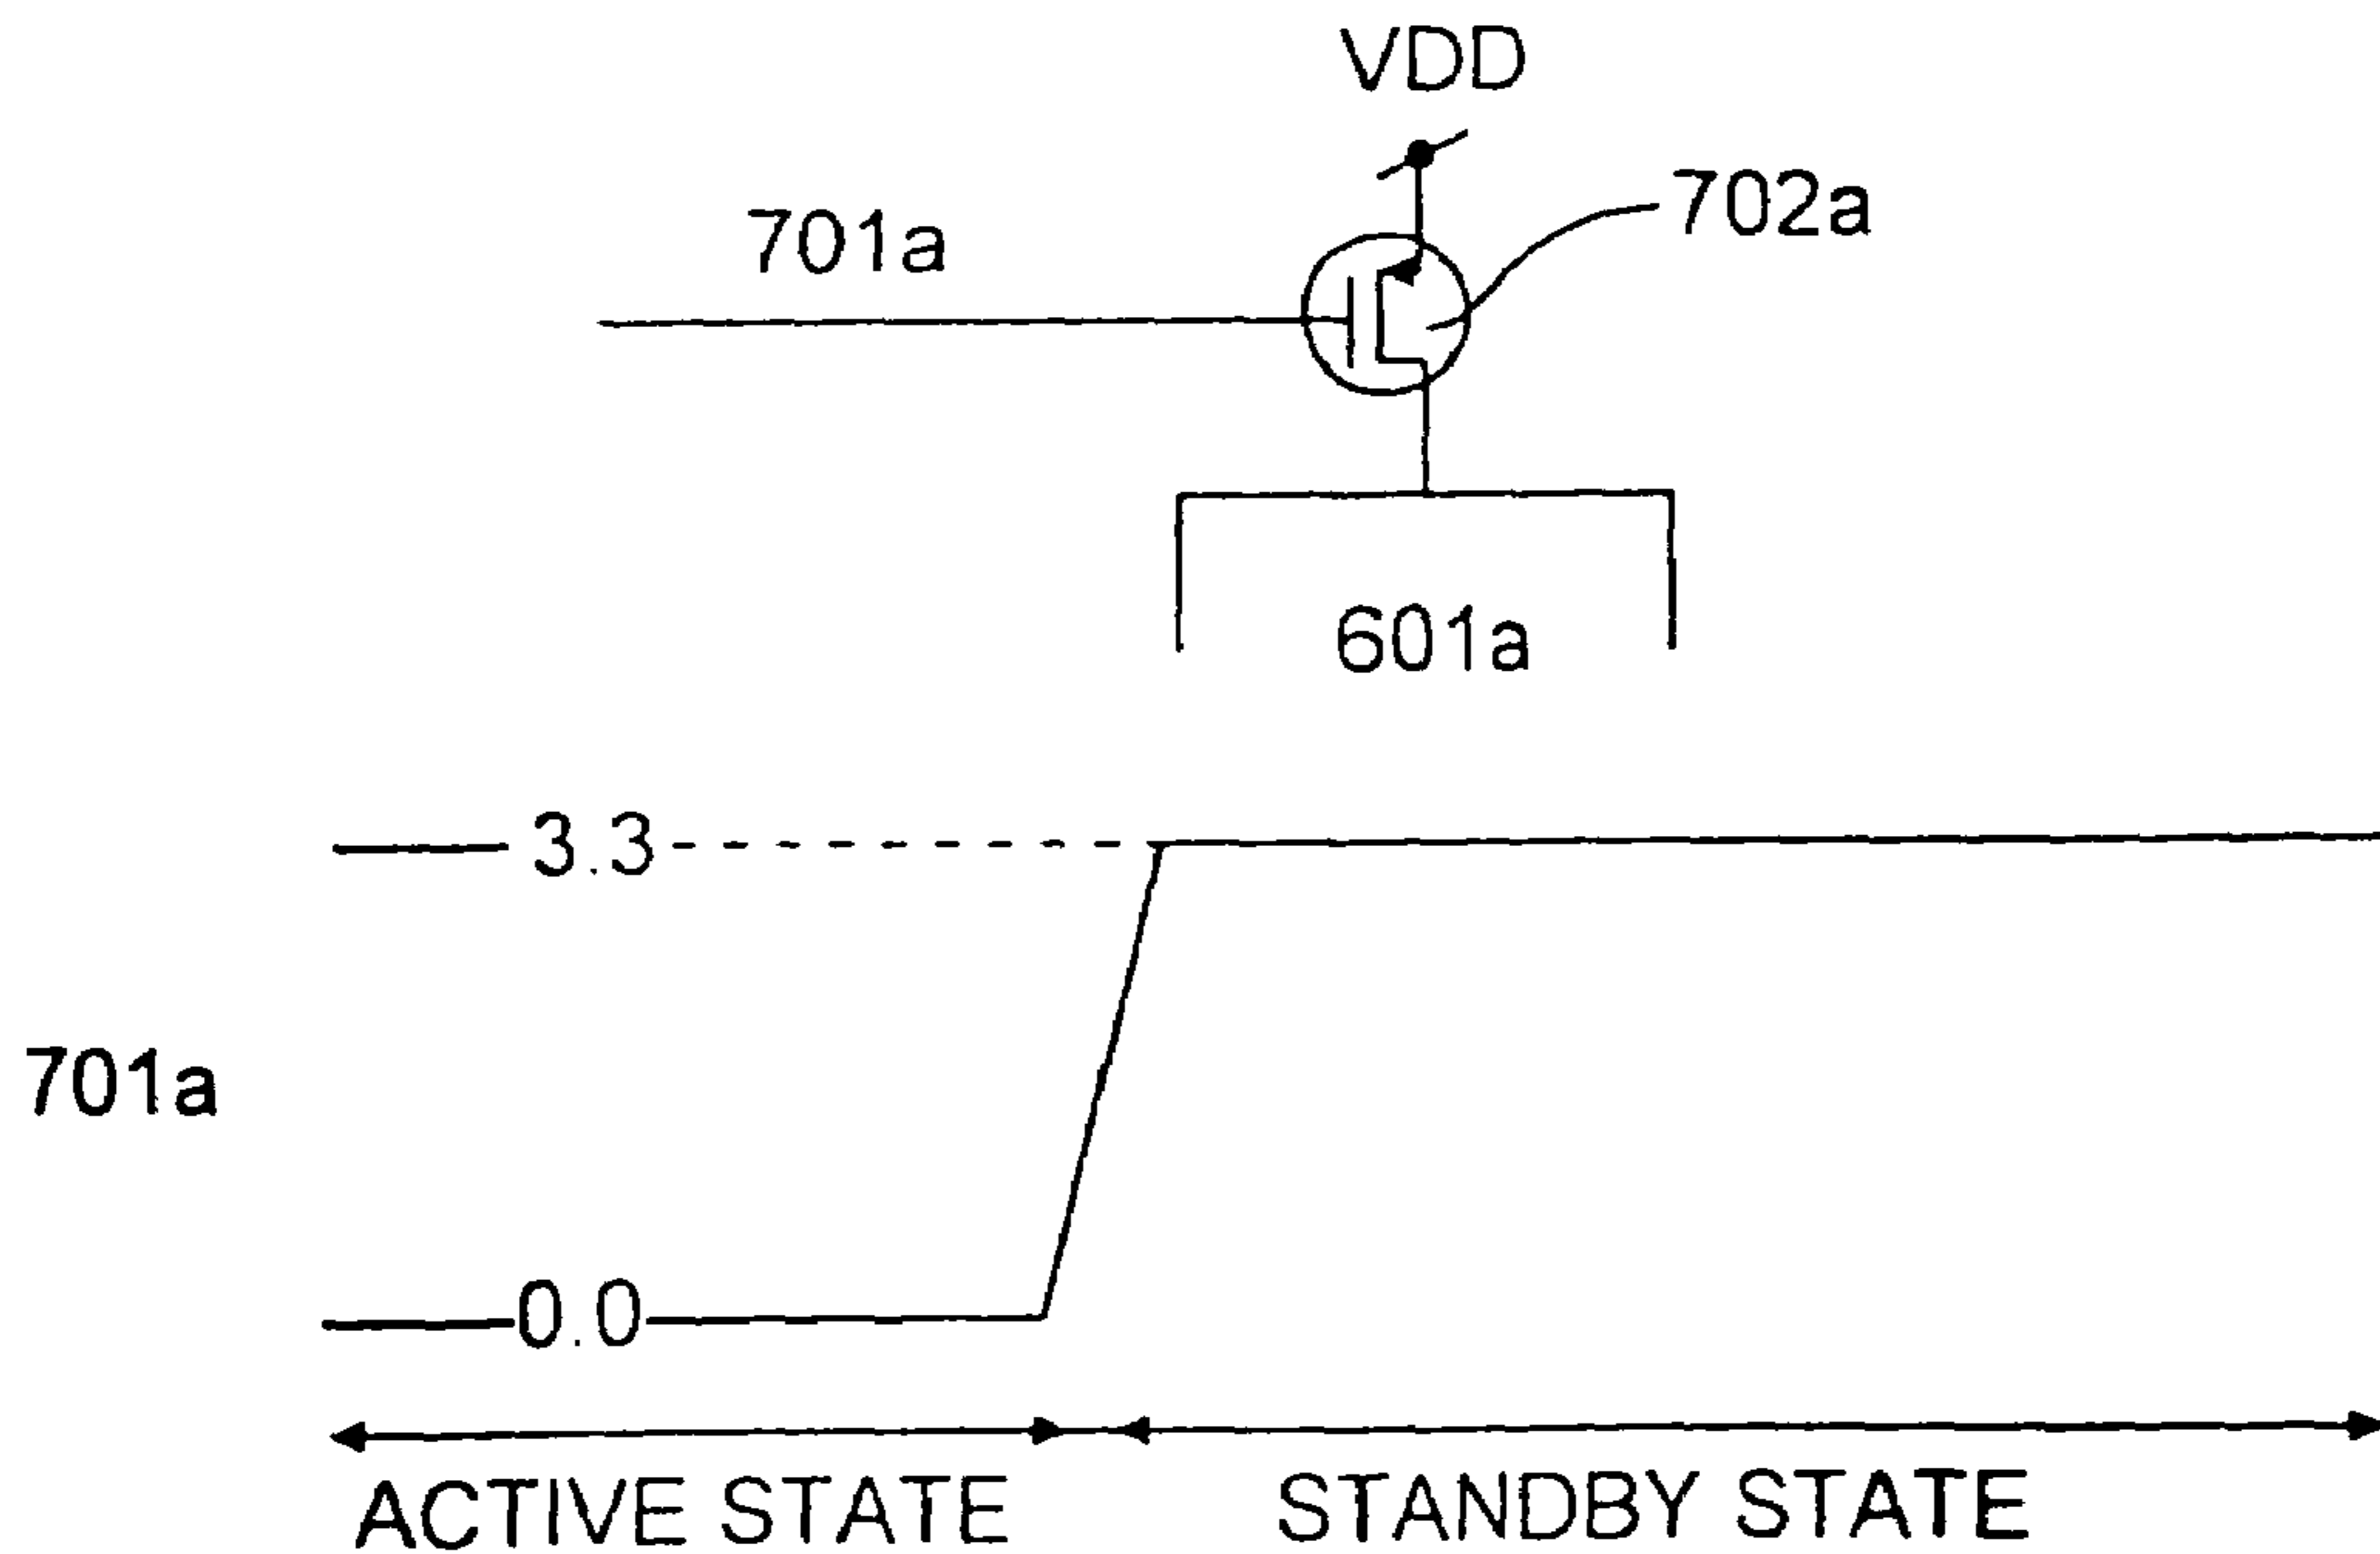 VDD
702a
701a
601a
3.3
701a
0.0
ACTIVE STATE
STANDBY STATE